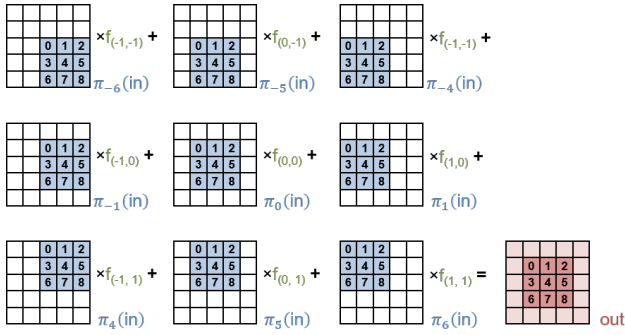 0 1 2 0 1 2 0 1 2
3 4 5 ×f(-1,-1) + 3 4 5 ×f(0,-1) + 3 4 5 ×f(-1,-1) +
6 7 8 π₋₆(in) 6 7 8 π₋₅(in) 6 7 8 π₋₄(in)
0 1 2 ×f(-1,0) + 0 1 2 ×f(0,0) + 0 1 2 ×f(1,0) +
3 4 5 3 4 5 3 4 5
6 7 8 π₋₁(in) 6 7 8 π₀(in) 6 7 8 π₁(in)
0 1 2 0 1 2 0 1 2
3 4 5 ×f(-1, 1) + 3 4 5 ×f(0, 1) + 3 4 5 ×f(1, 1) = 0 1 2
6 7 8 6 7 8 6 7 8 3 4 5
π₄(in) π₅(in) π₆(in) 6 7 8 out